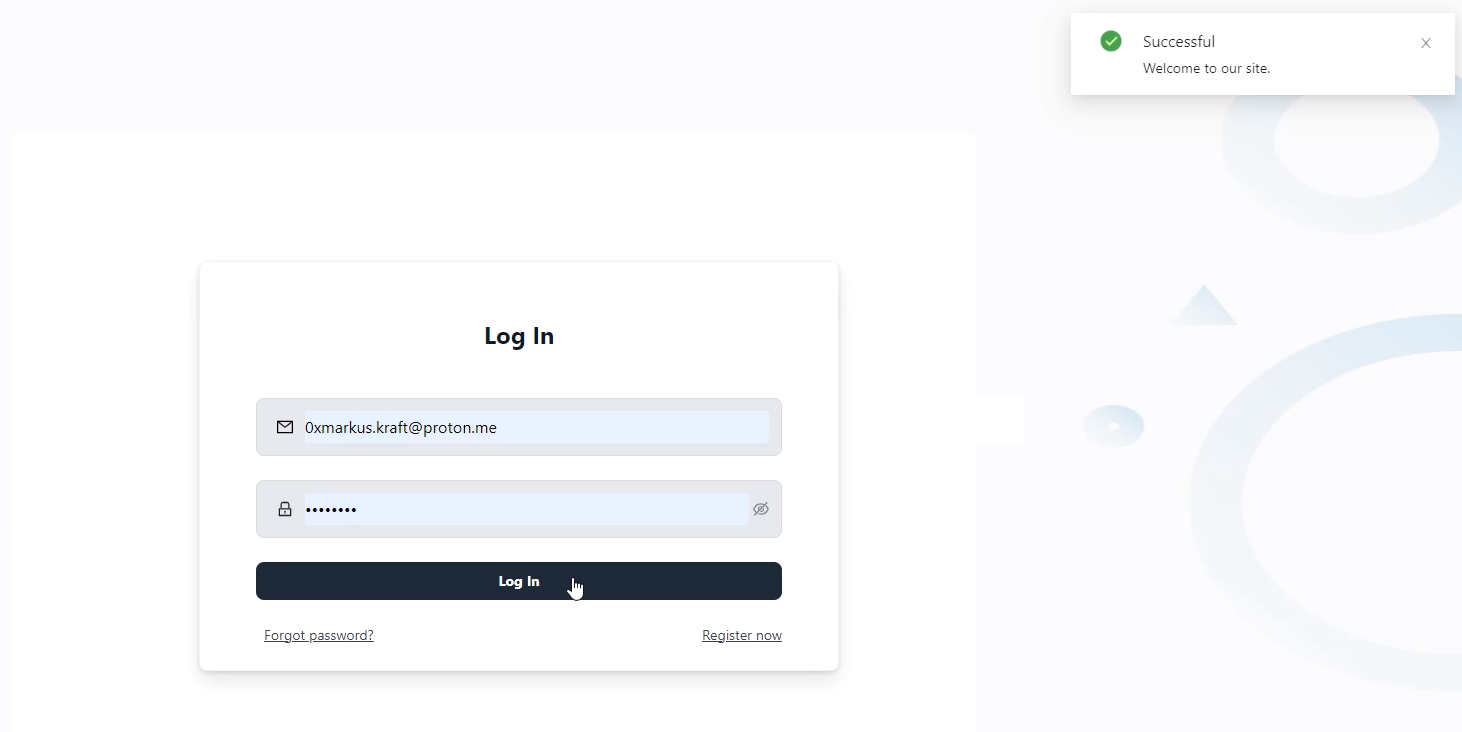 Successful
Welcome to our site.
Log In
0xmarkus.kraft@proton.me
••••••••
Log In
Forgot password?
Register now